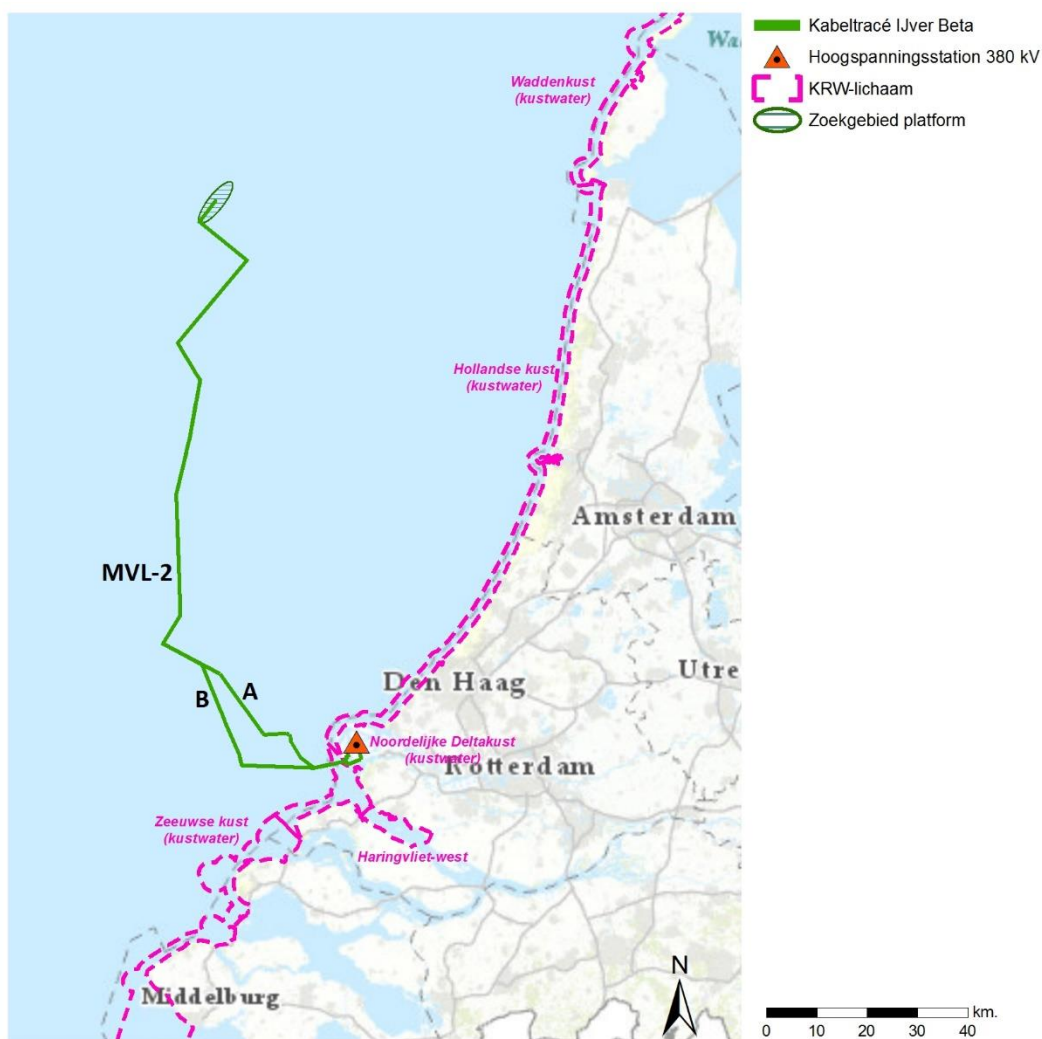 Kabeltracé IJver Beta
Hoogspanningsstation 380 kV
KRW-lichaam
Zoekgebied platform
Wa
Waddenkust
(kustwater)
Hollandse kust
(kustwater)
Amsterdam
MVL-2
Utre
Den Haag
A
B
Noordelijke Deltakust
(kustwater)
Rotterdam
Zeeuwse kust
(kustwater)
Haringvliet-west
Middelburg
N
km.
0 10 20 30 40